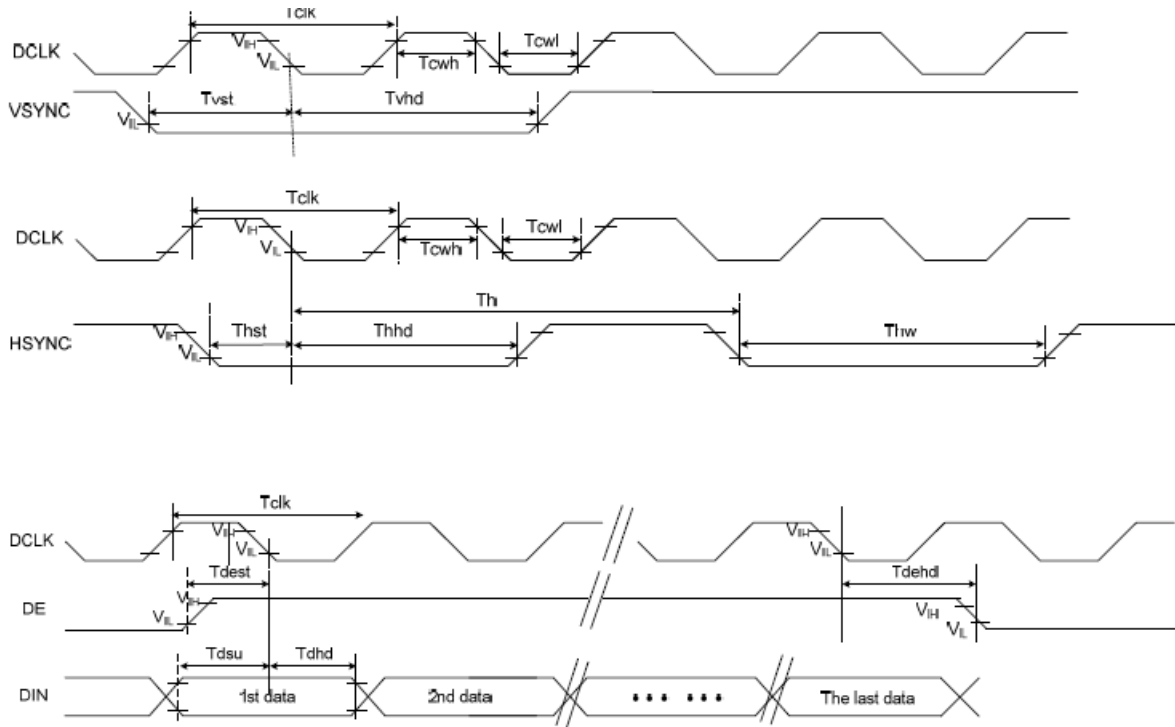 Tclk
DCLK VIH VIL Tcwh Tcwl
VSYNC VIL Tvst Tvhd
Tclk
DCLK VIH VIL Tcwh Tcwl
Th
HSYNC VIH VIL Thst Thhd Thw
Tclk
DCLK VIH VIL VIH VIL
Tdest Tdehd
DE VIH VIL VIH VIL
Tdsu Tdhd
DIN 1st data 2nd data ••• ••• The last data